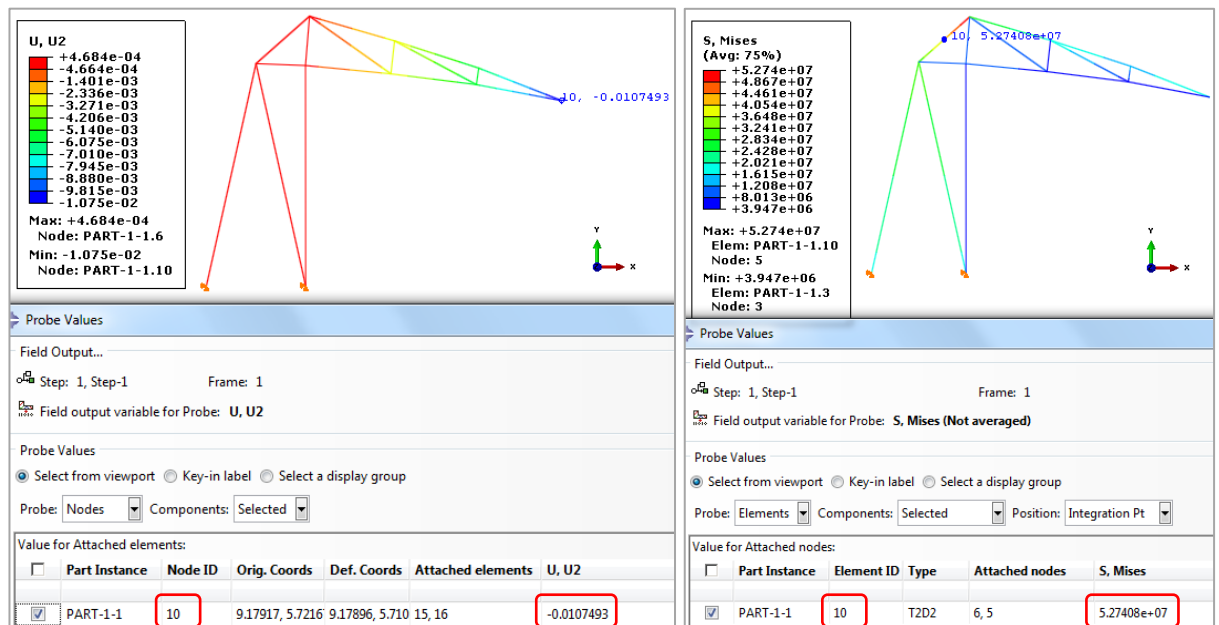 U, U2
+4.684e-04
-4.664e-04
-1.401e-03
-2.336e-03
-3.271e-03
-4.206e-03
-5.140e-03
-6.075e-03
-7.010e-03
-7.945e-03
-8.880e-03
-9.815e-03
-1.075e-02
Max: +4.684e-04
Node: PART-1-1.6
Min: -1.075e-02
Node: PART-1-1.10
10, -0.0107493
Y
X
Probe Values
Field Output...
Step: 1, Step-1 Frame: 1
Field output variable for Probe: U, U2
Probe Values
Select from viewport Key-in label Select a display group
Probe: Nodes Components: Selected
Value for Attached elements:
Part Instance Node ID Orig. Coords Def. Coords Attached elements U, U2
PART-1-1 10 9.17917, 5.7216 9.17896, 5.710 15, 16 -0.0107493
S, Mises
(Avg: 75%)
+5.274e+07
+4.867e+07
+4.461e+07
+4.054e+07
+3.648e+07
+3.241e+07
+2.834e+07
+2.428e+07
+2.021e+07
+1.615e+07
+1.208e+07
+8.013e+06
+3.947e+06
Max: +5.274e+07
Elem: PART-1-1.10
Node: 5
Min: +3.947e+06
Elem: PART-1-1.3
Node: 3
10, 5.27408e+07
Y
X
Probe Values
Field Output...
Step: 1, Step-1 Frame: 1
Field output variable for Probe: S, Mises (Not averaged)
Probe Values
Select from viewport Key-in label Select a display group
Probe: Elements Components: Selected Position: Integration Pt
Value for Attached nodes:
Part Instance Element ID Type Attached nodes S, Mises
PART-1-1 10 T2D2 6, 5 5.27408e+07